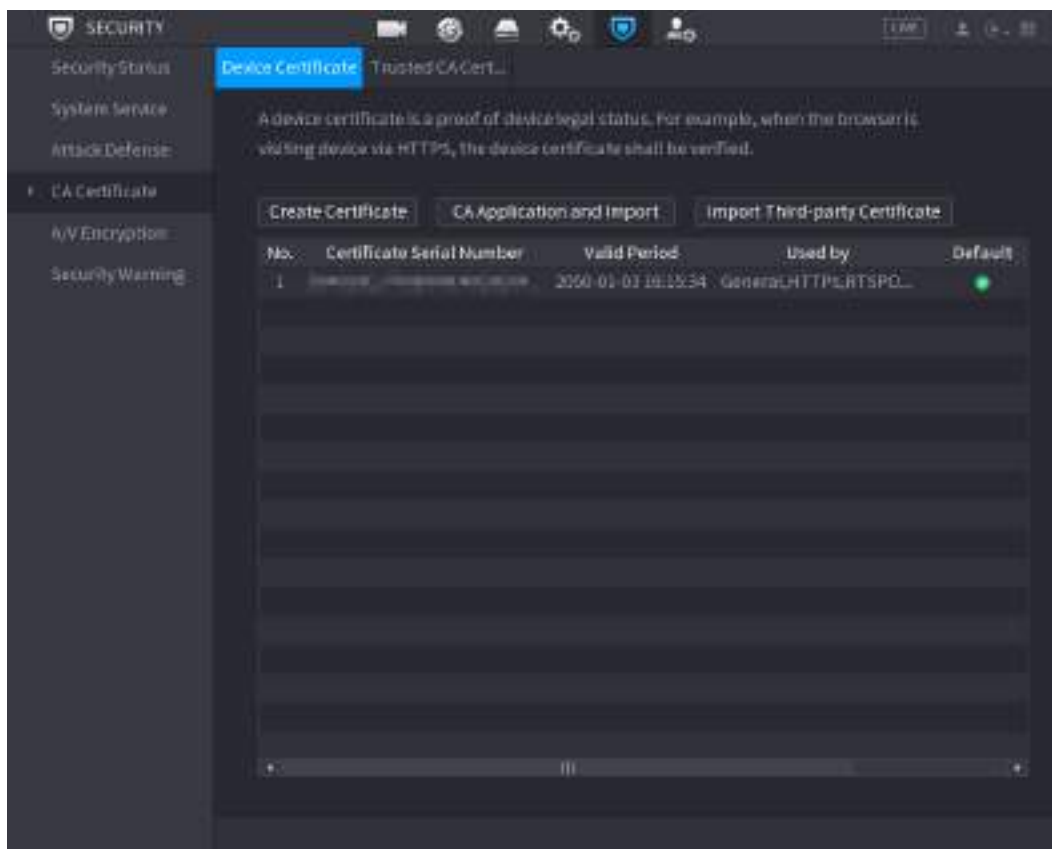 SECURITY
LIVE
Security Status
System Service
Attack Defense
CA Certificate
A/V Encryption
Security Warning
Device Certificate
Trusted CA Cert...
A device certificate is a proof of device legal status. For example, when the browser is
visiting device via HTTPS, the device certificate shall be verified.
Create Certificate
CA Application and Import
Import Third-party Certificate
No. Certificate Serial Number Valid Period Used by Default
1 2050-01-03 16:15:34 General,HTTPS,RTSPO...